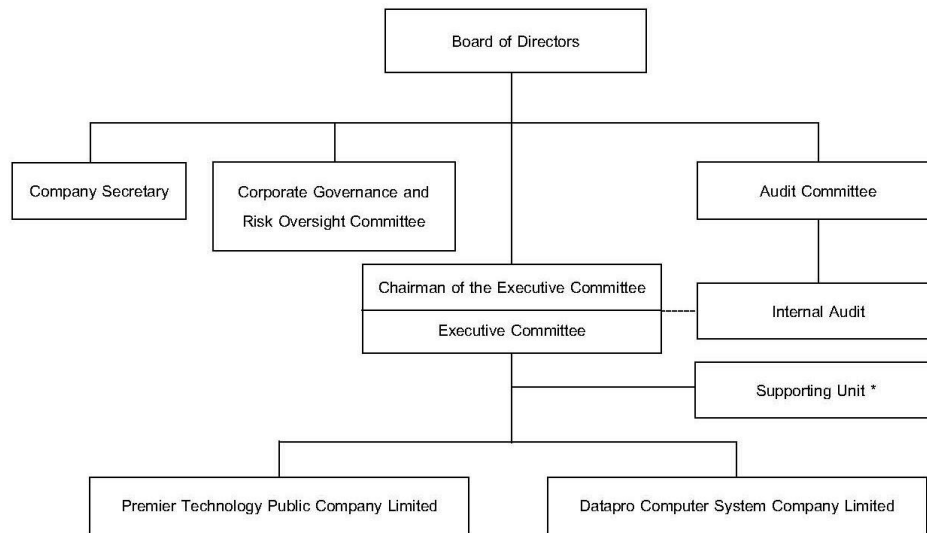 Board of Directors
Company Secretary
Corporate Governance and
Risk Oversight Committee
Audit Committee
Chairman of the Executive Committee
Executive Committee
Internal Audit
Supporting Unit *
Premier Technology Public Company Limited
Datapro Computer System Company Limited